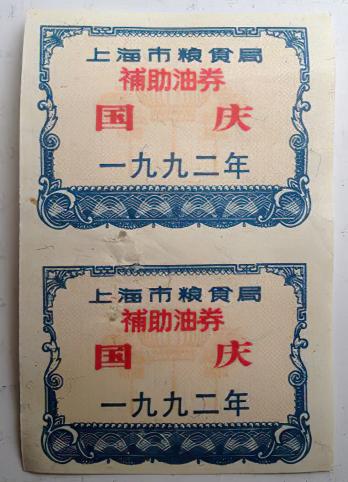 上海市粮食局
補助油券
国庆
一九九二年
上海市粮食局
補助油券
国庆
一九九二年